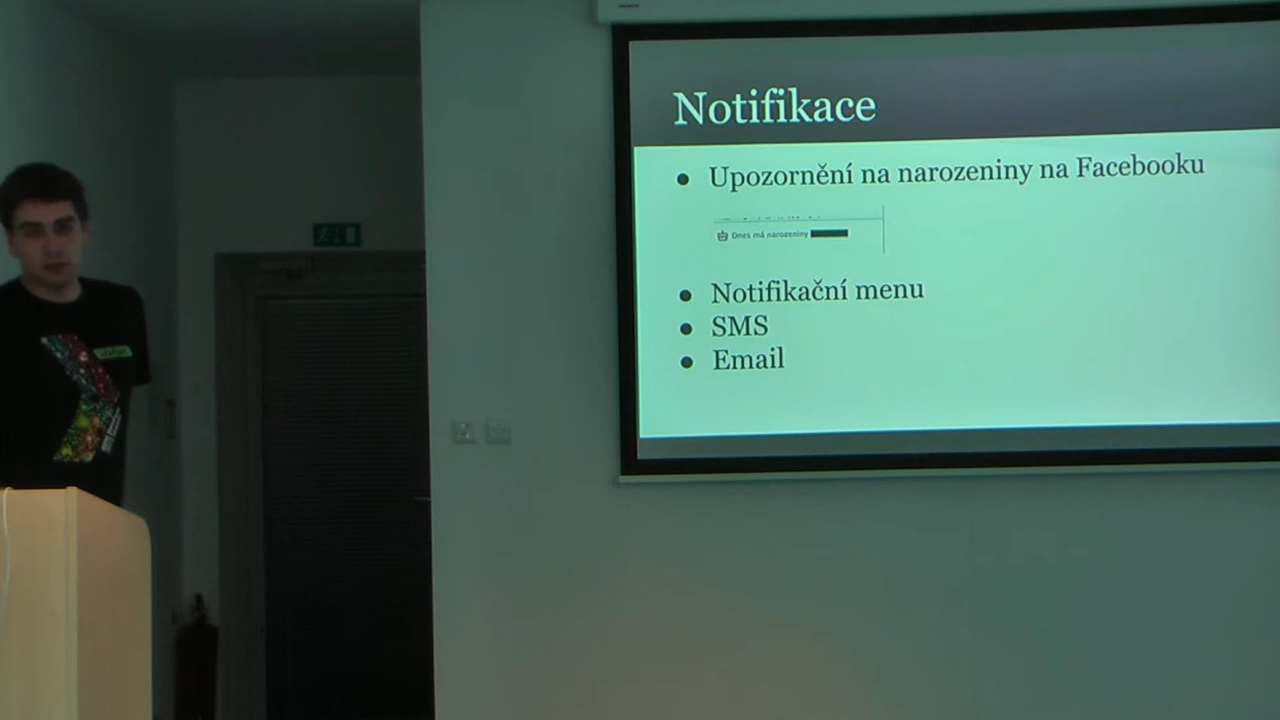 Notifikace
Upozornění na narozeniny na Facebooku
Dnes má narozeniny
Notifikační menu
SMS
Email